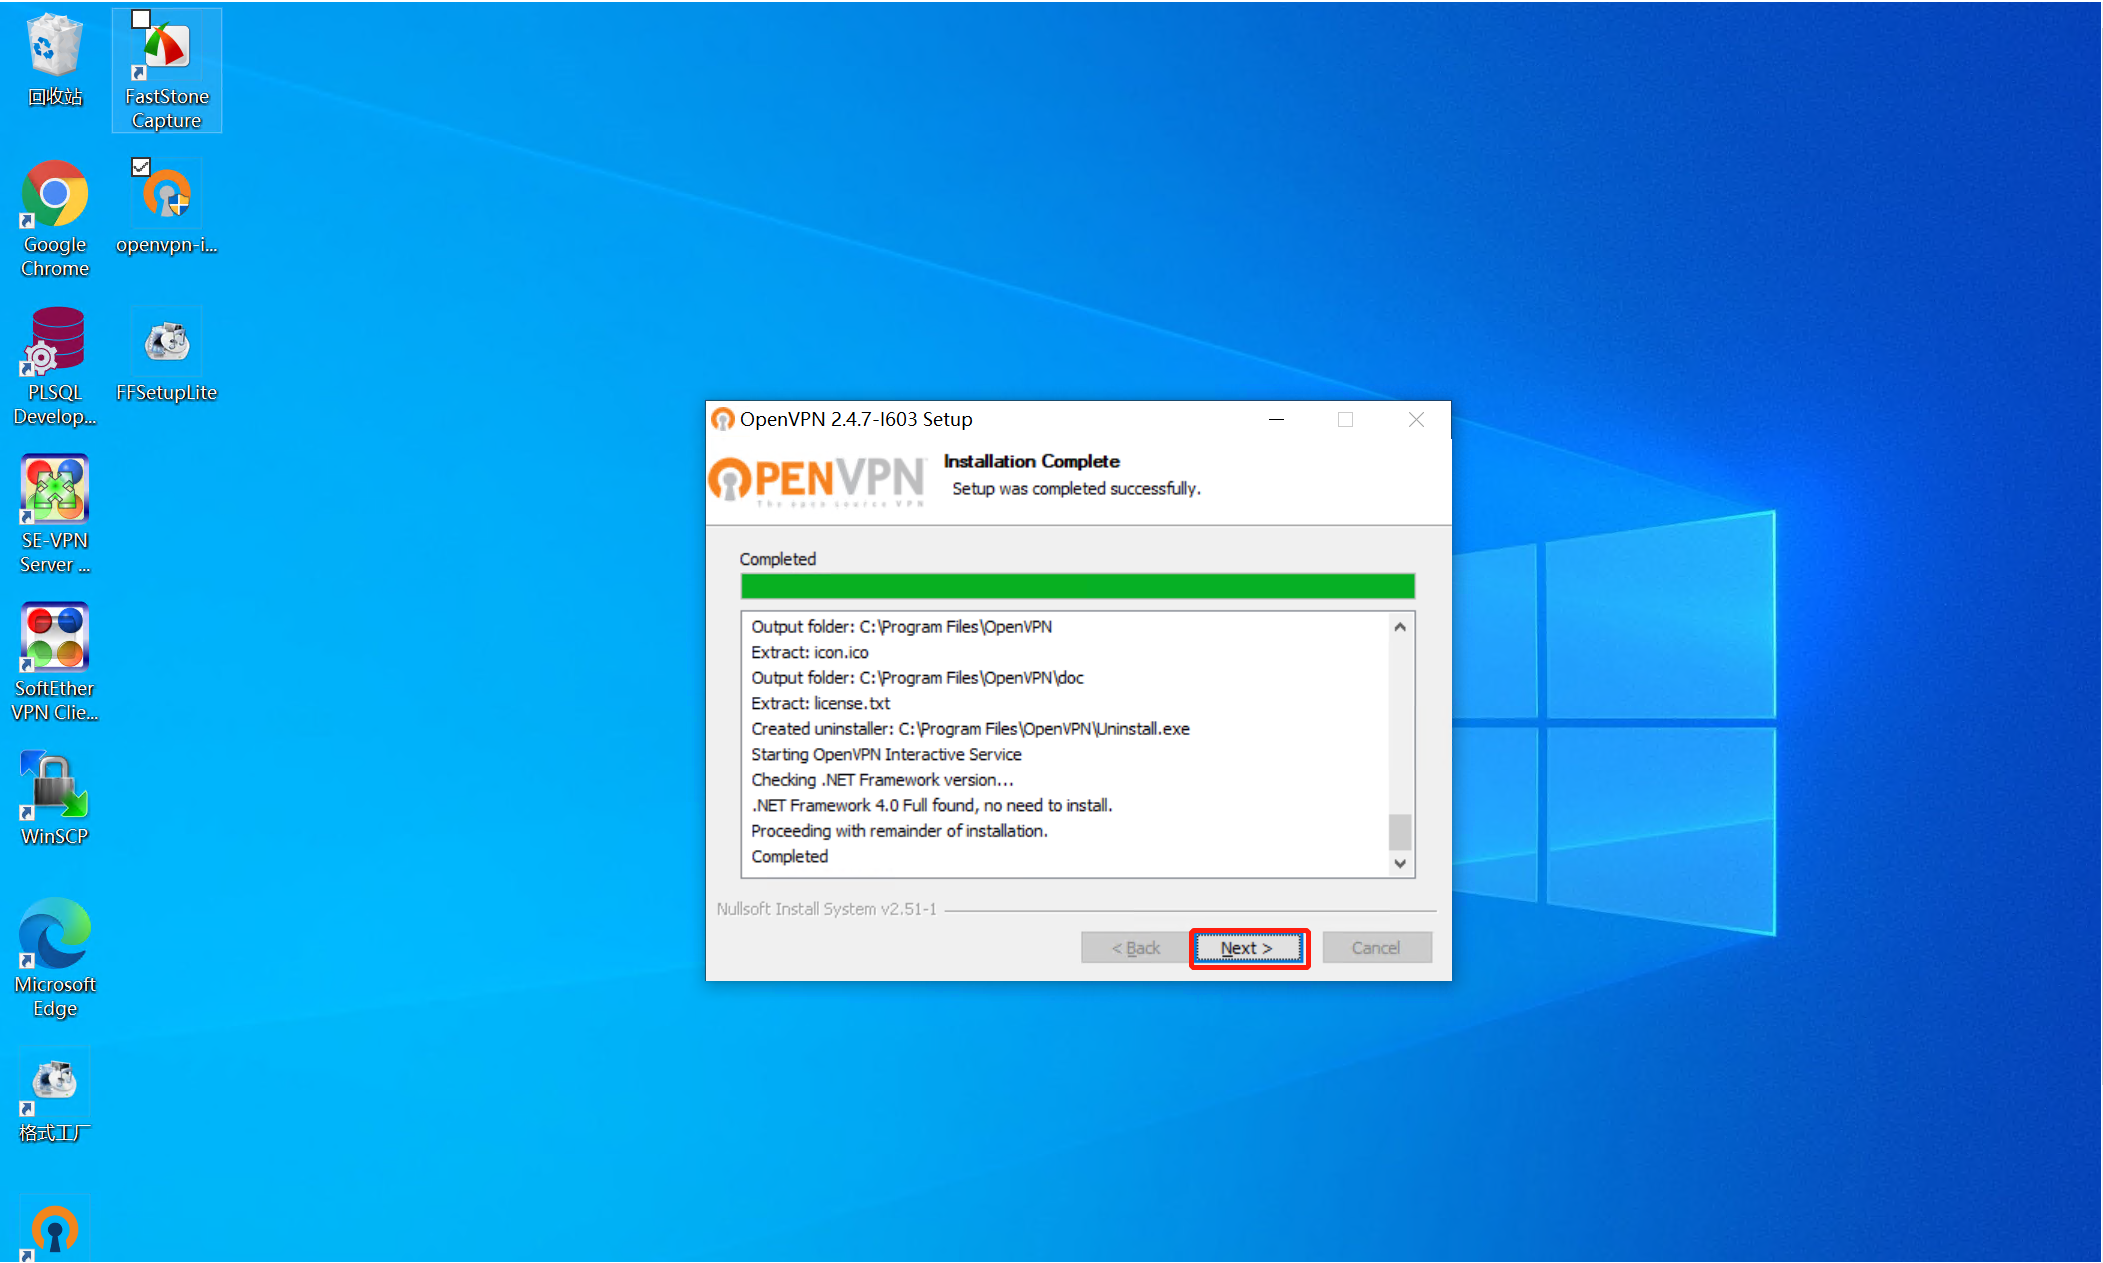 回收站
FastStone
Capture
Google
Chrome
openvpn-i...
PLSQL
Develop...
FFSetupLite
SE-VPN
Server ...
SoftEther
VPN Clie...
WinSCP
Microsoft
Edge
格式工厂
OpenVPN 2.4.7-I603 Setup
OPENVPN
The open source VPN
Installation Complete
Setup was completed successfully.
Completed
Output folder: C:\Program Files\OpenVPN
Extract: icon.ico
Output folder: C:\Program Files\OpenVPN\doc
Extract: license.txt
Created uninstaller: C:\Program Files\OpenVPN\Uninstall.exe
Starting OpenVPN Interactive Service
Checking .NET Framework version...
.NET Framework 4.0 Full found, no need to install.
Proceeding with remainder of installation.
Completed
Nullsoft Install System v2.51-1
< Back
Next >
Cancel